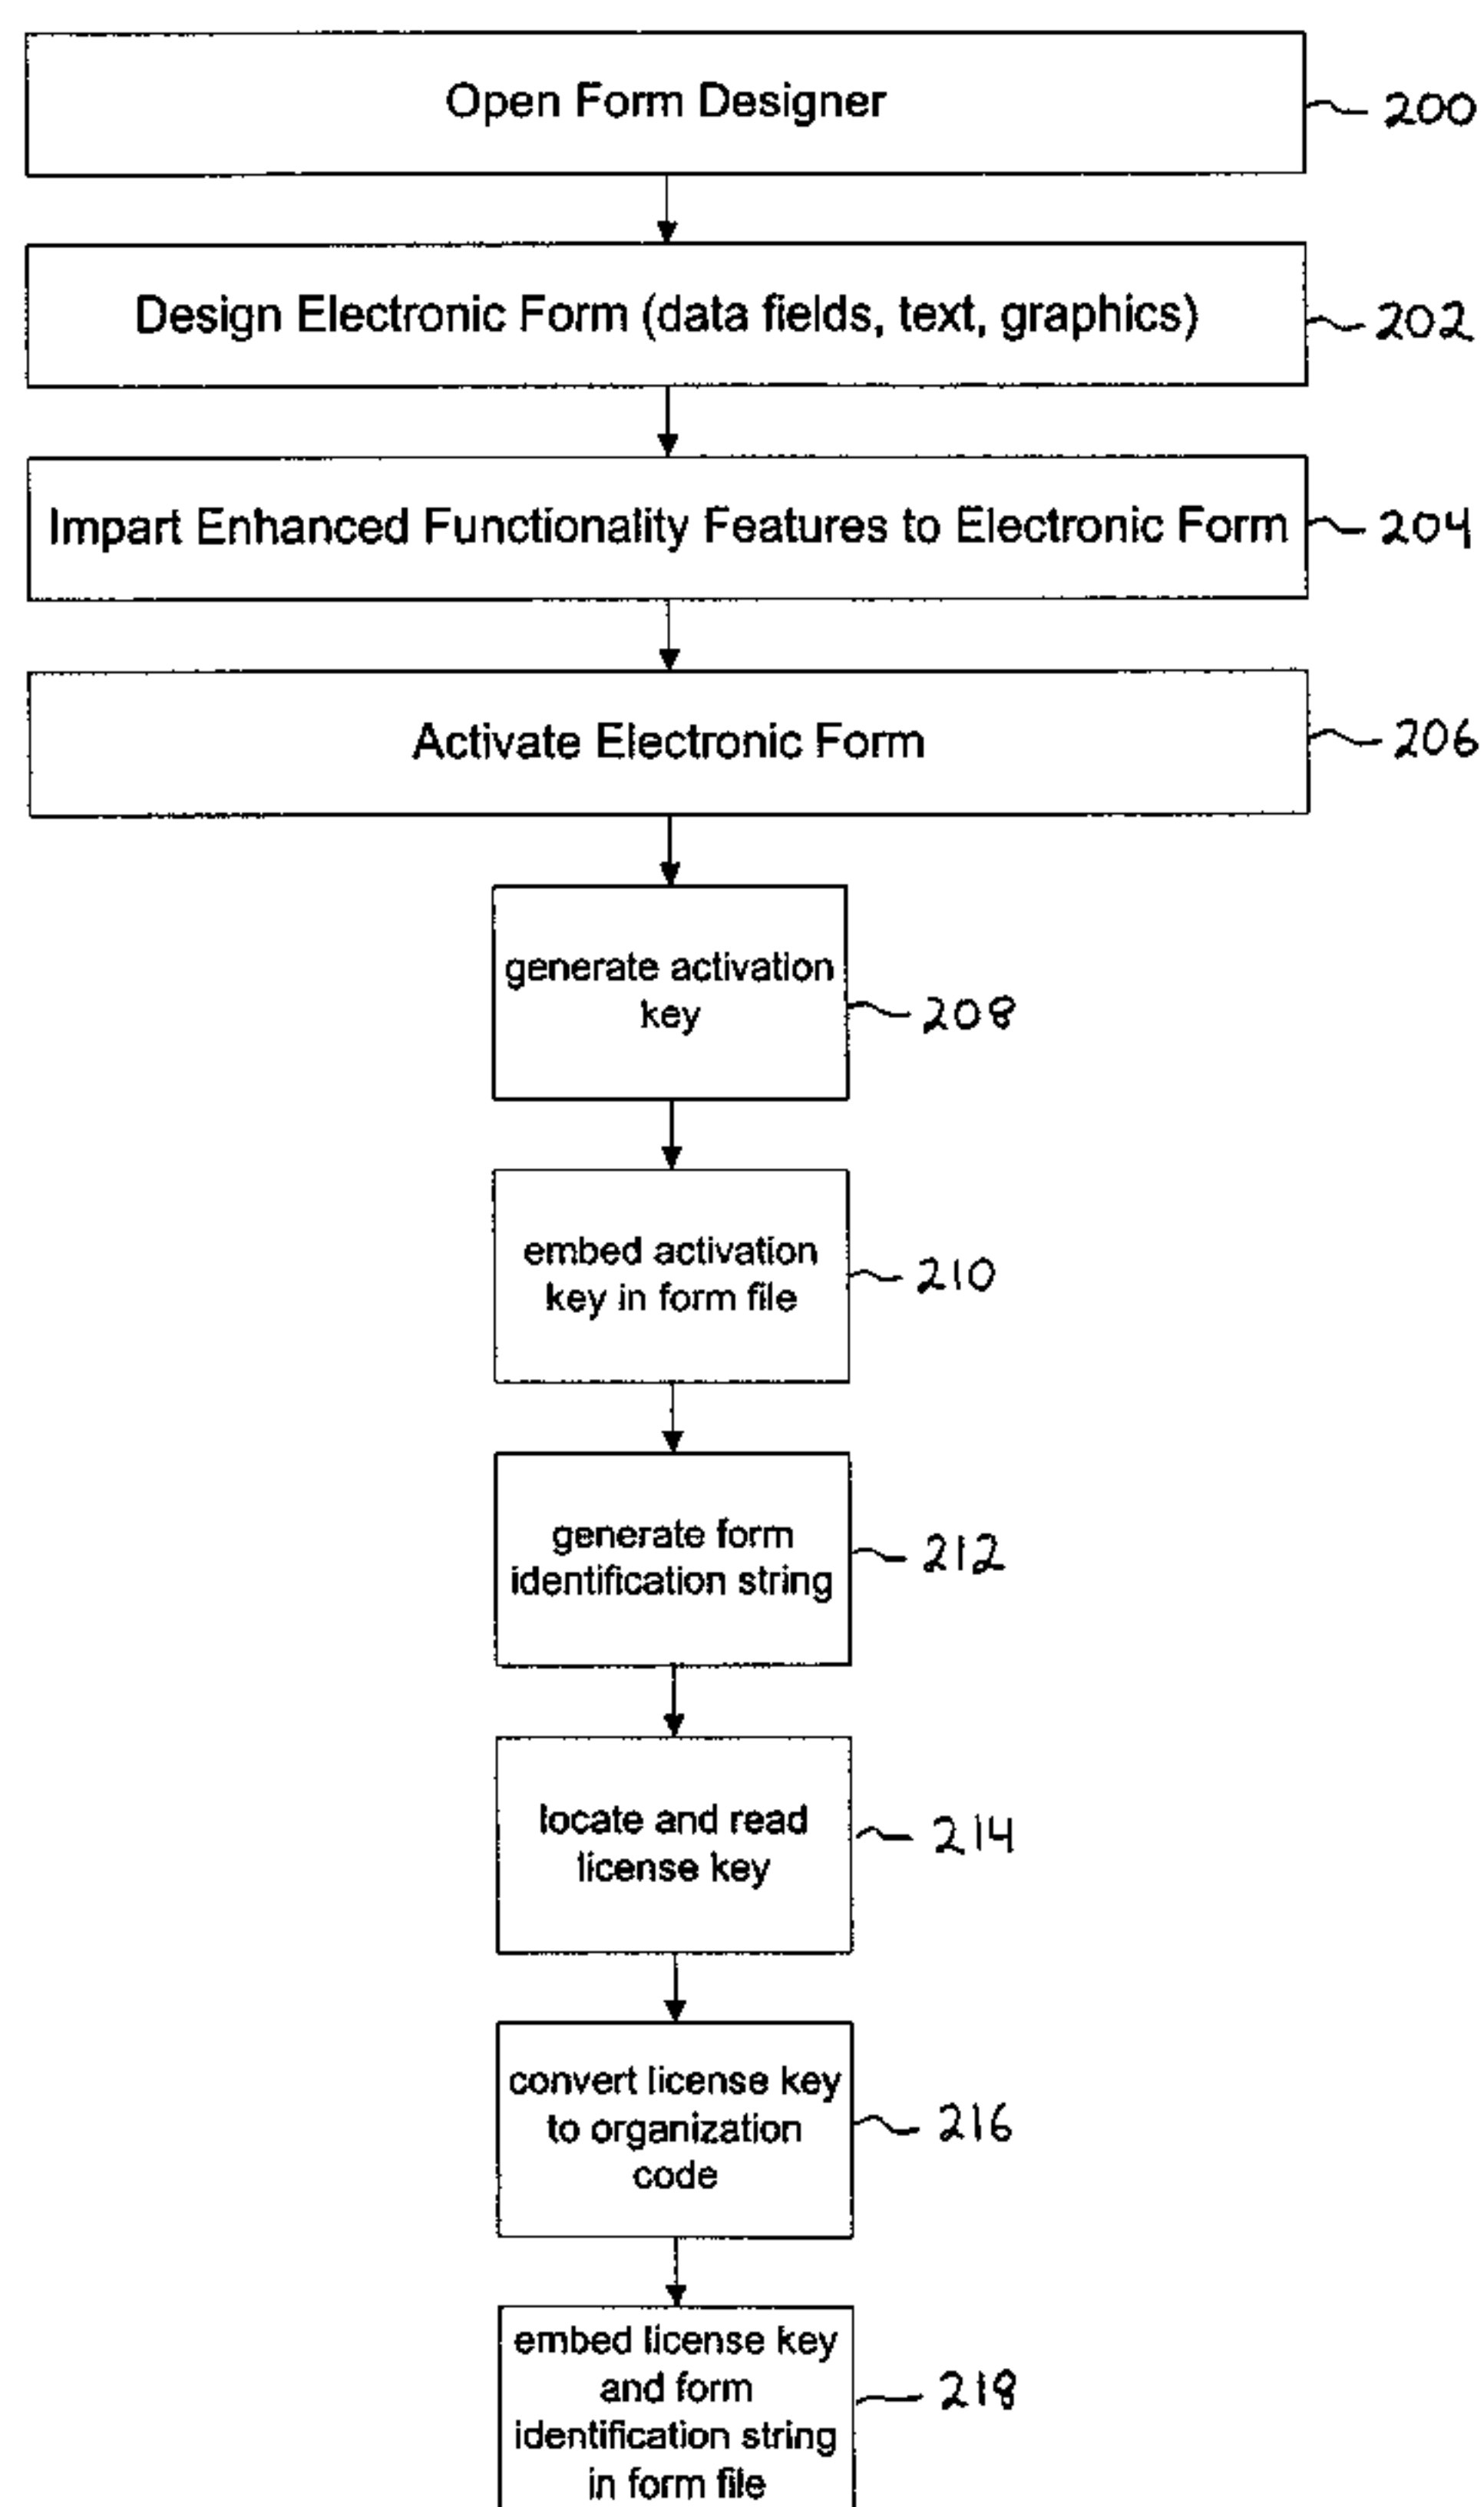 Open Form Designer
200
Design Electronic Form (data fields, text, graphics)
202
Impart Enhanced Functionality Features to Electronic Form
204
Activate Electronic Form
206
generate activation
key
208
embed activation
key in form file
210
generate form
identification string
212
locate and read
license key
214
convert license key
to organization
code
216
embed license key
and form
identification string
in form file
218